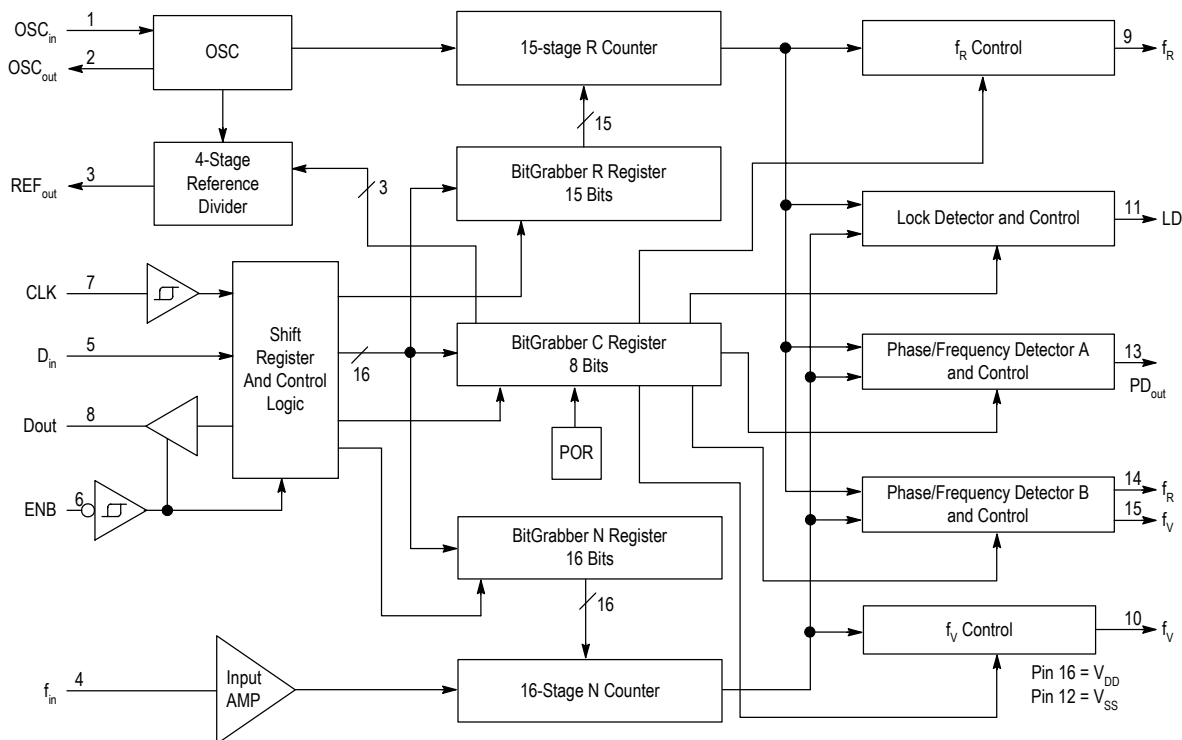 OSCin
1
OSCout
2
OSC
15-stage R Counter
fR Control
9
fR
15
REFout
3
4-Stage
Reference
Divider
3
BitGrabber R Register
15 Bits
Lock Detector and Control
11
LD
CLK
7
Din
5
Shift
Register
And Control
Logic
16
BitGrabber C Register
8 Bits
Phase/Frequency Detector A
and Control
13
PDout
Dout
8
POR
ENB
6
Phase/Frequency Detector B
and Control
14
fR
15
fV
BitGrabber N Register
16 Bits
16
fV Control
10
fV
fin
4
Input
AMP
16-Stage N Counter
Pin 16 = VDD
Pin 12 = VSS